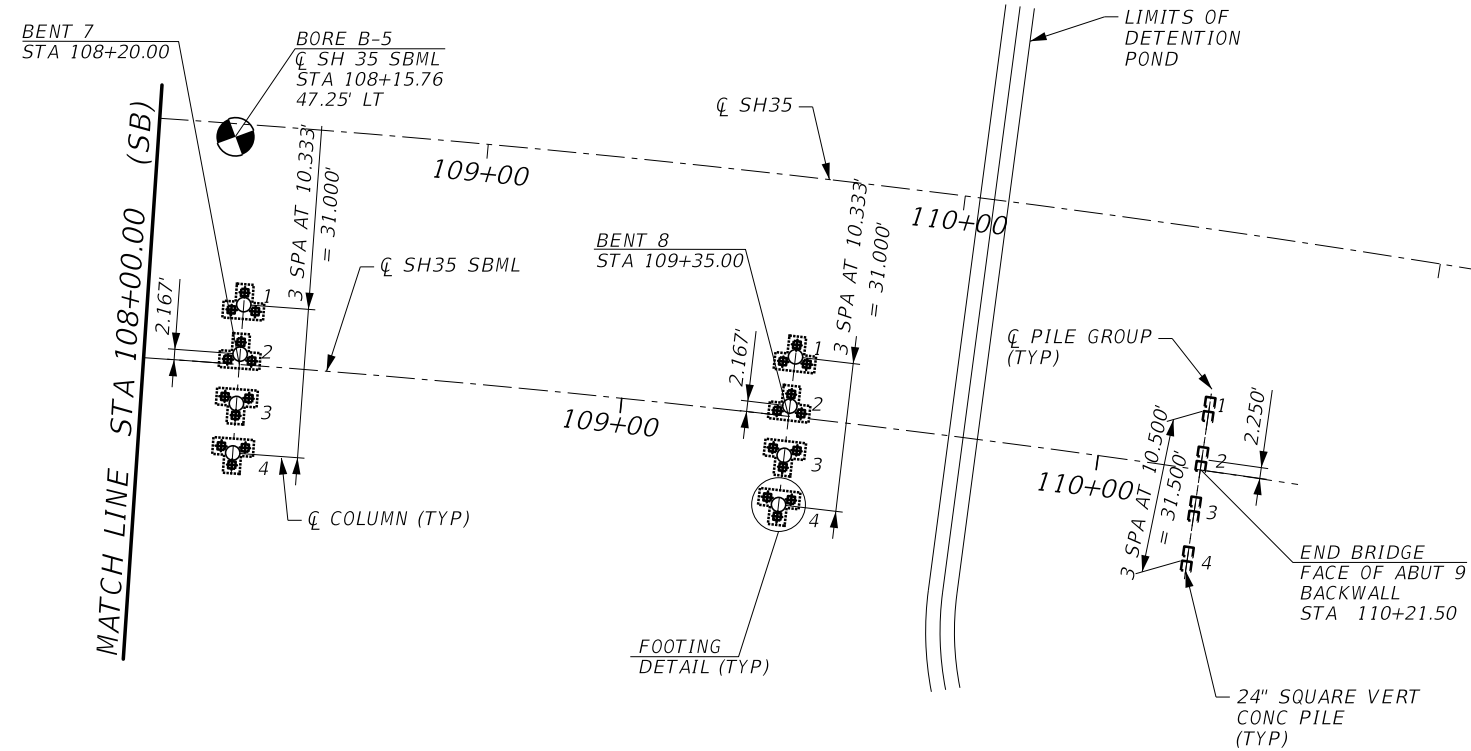 BENT 7
STA 108+20.00
BORE B-5
℄ SH 35 SBML
STA 108+15.76
47.25' LT
LIMITS OF
DETENTION
POND
℄ SH35
109+00
110+00
MATCH LINE STA 108+00.00 (SB)
3 SPA AT 10.333'
= 31.000'
2.167'
1
2
3
4
℄ SH35 SBML
℄ COLUMN (TYP)
BENT 8
STA 109+35.00
109+00
3 SPA AT 10.333'
= 31.000'
2.167'
1
2
3
4
FOOTING
DETAIL (TYP)
℄ PILE GROUP
(TYP)
110+00
3 SPA AT 10.500'
= 31.500'
2.250'
1
2
3
4
END BRIDGE
FACE OF ABUT 9
BACKWALL
STA 110+21.50
24" SQUARE VERT
CONC PILE
(TYP)